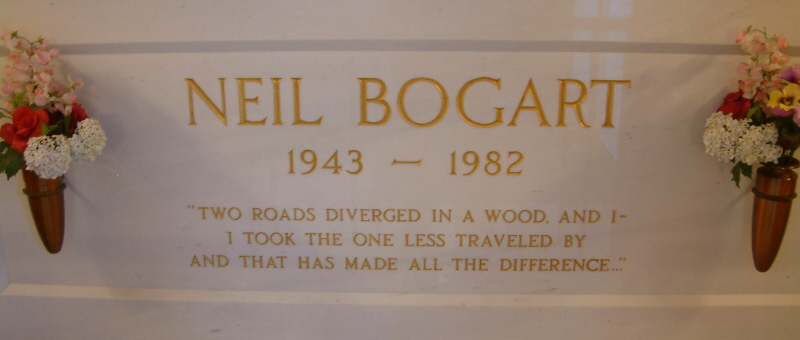 NEIL BOGART
1943 – 1982
"TWO ROADS DIVERGED IN A WOOD, AND I-
I TOOK THE ONE LESS TRAVELED BY
AND THAT HAS MADE ALL THE DIFFERENCE..."